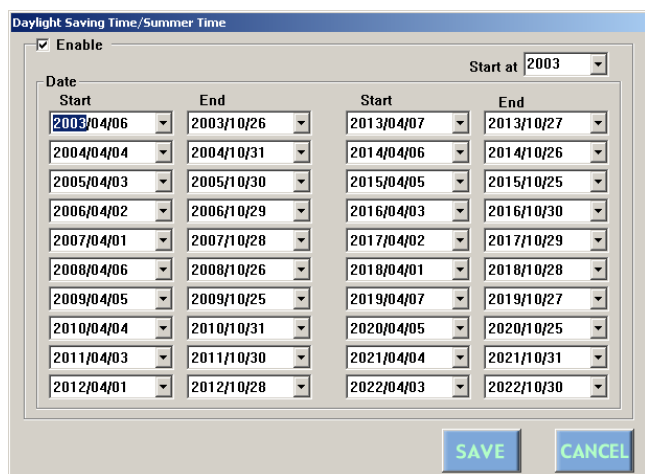 Daylight Saving Time/Summer Time
Enable
Start at 2003
Date
Start End Start End
2003/04/06 2003/10/26 2013/04/07 2013/10/27
2004/04/04 2004/10/31 2014/04/06 2014/10/26
2005/04/03 2005/10/30 2015/04/05 2015/10/25
2006/04/02 2006/10/29 2016/04/03 2016/10/30
2007/04/01 2007/10/28 2017/04/02 2017/10/29
2008/04/06 2008/10/26 2018/04/01 2018/10/28
2009/04/05 2009/10/25 2019/04/07 2019/10/27
2010/04/04 2010/10/31 2020/04/05 2020/10/25
2011/04/03 2011/10/30 2021/04/04 2021/10/31
2012/04/01 2012/10/28 2022/04/03 2022/10/30
SAVE CANCEL